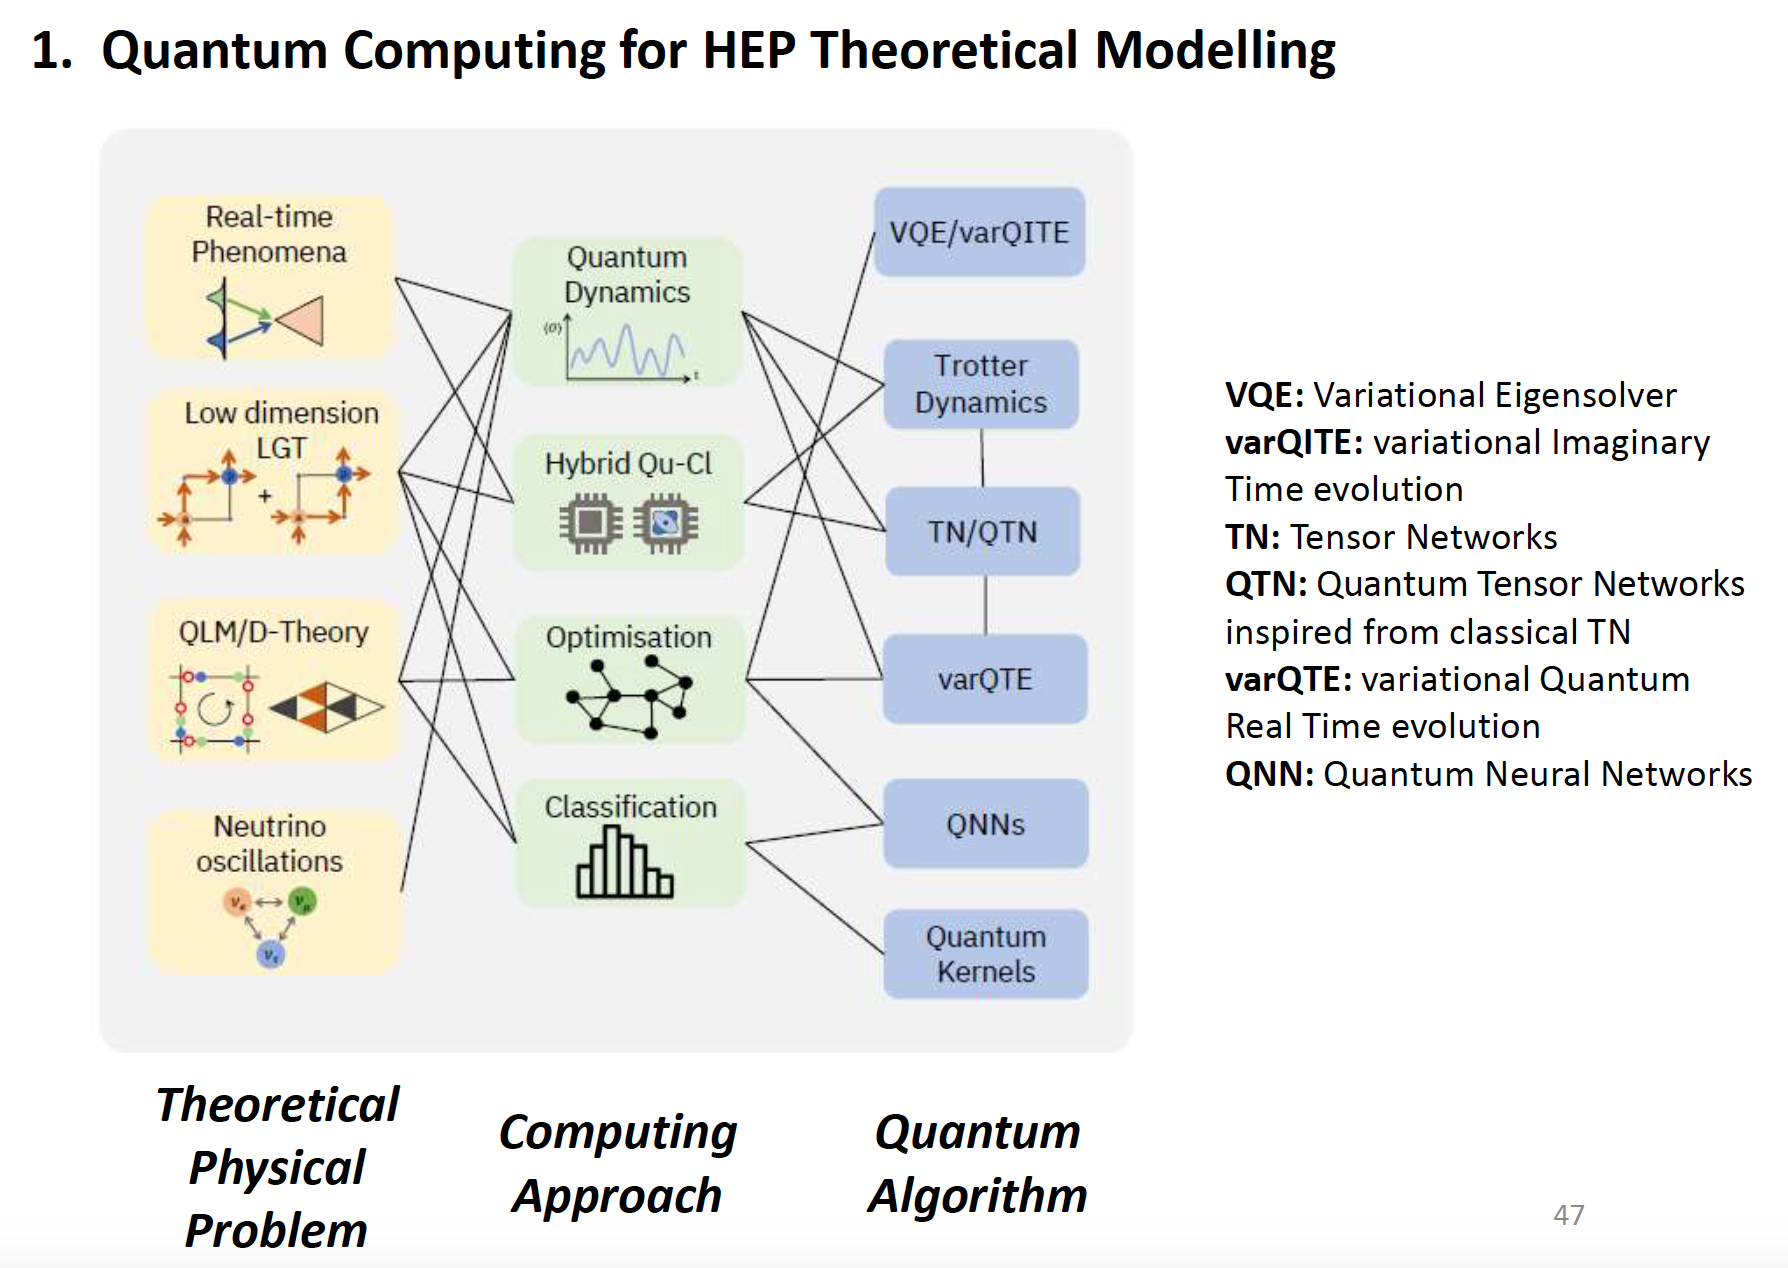 1. Quantum Computing for HEP Theoretical Modelling
Real-time
Phenomena
Low dimension
LGT
+
QLM/D-Theory
Neutrino
oscillations
νe
νμ
ντ
Quantum
Dynamics
⟨O⟩
t
Hybrid Qu-Cl
Optimisation
Classification
VQE/varQITE
Trotter
Dynamics
TN/QTN
varQTE
QNNs
Quantum
Kernels
VQE: Variational Eigensolver
varQITE: variational Imaginary
Time evolution
TN: Tensor Networks
QTN: Quantum Tensor Networks
inspired from classical TN
varQTE: variational Quantum
Real Time evolution
QNN: Quantum Neural Networks
Theoretical
Physical
Problem
Computing
Approach
Quantum
Algorithm
47